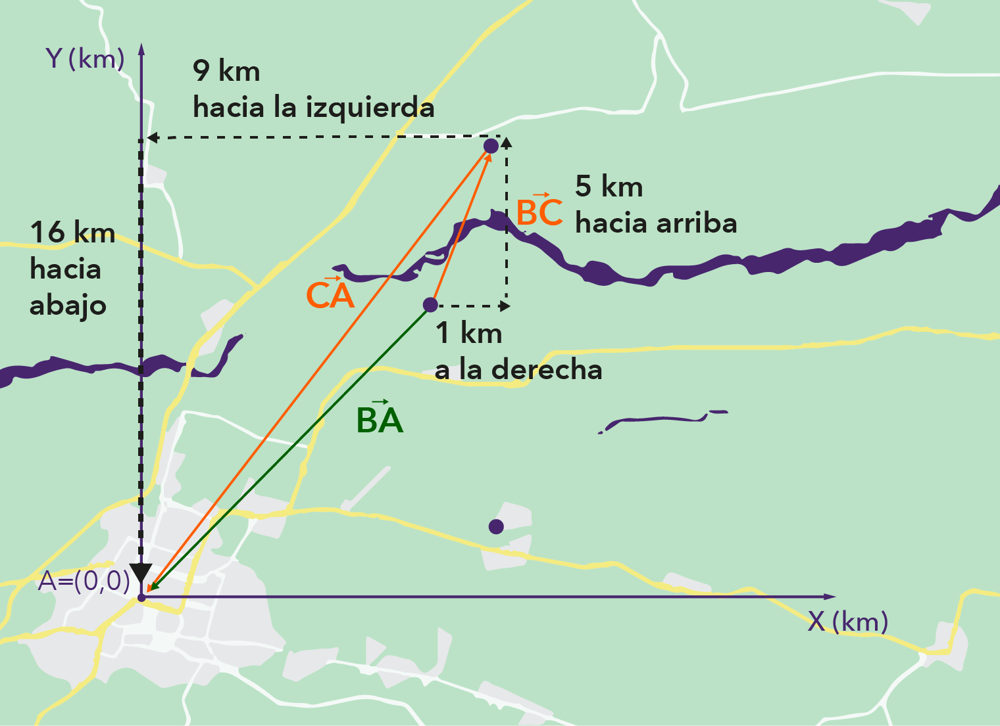 Y (km)
9 km
hacia la izquierda
16 km
hacia
abajo
BC
5 km
hacia arriba
CA
1 km
a la derecha
BA
A=(0,0)
X (km)